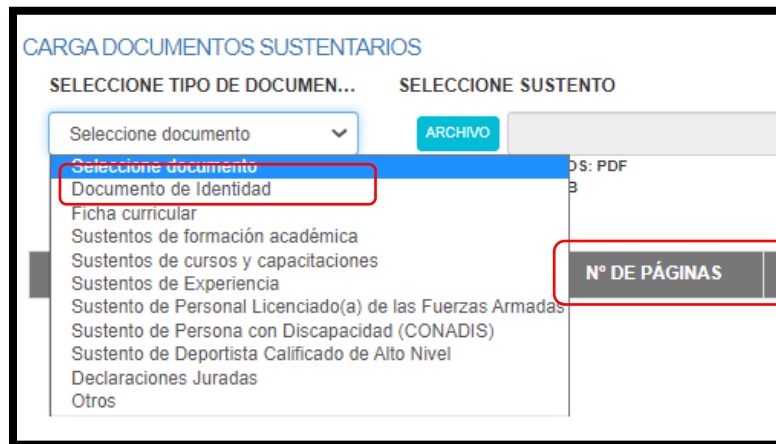 CARGA DOCUMENTOS SUSTENTARIOS
SELECCIONE TIPO DE DOCUMEN... SELECCIONE SUSTENTO
Seleccione documento ARCHIVO
Seleccione documento OS: PDF
Documento de Identidad B
Ficha curricular
Sustentos de formación académica
Sustentos de cursos y capacitaciones
Sustentos de Experiencia Nº DE PÁGINAS
Sustento de Personal Licenciado(a) de las Fuerzas Armadas
Sustento de Persona con Discapacidad (CONADIS)
Sustento de Deportista Calificado de Alto Nivel
Declaraciones Juradas
Otros